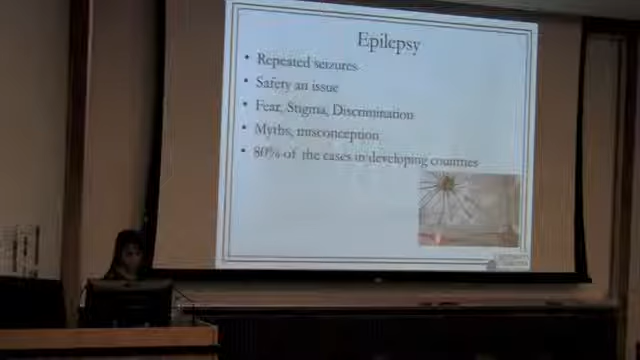 Epilepsy
• Repeated seizures
• Safety an issue
• Fear, Stigma, Discrimination
• Myths, misconception
• 80% of the cases in developing countries